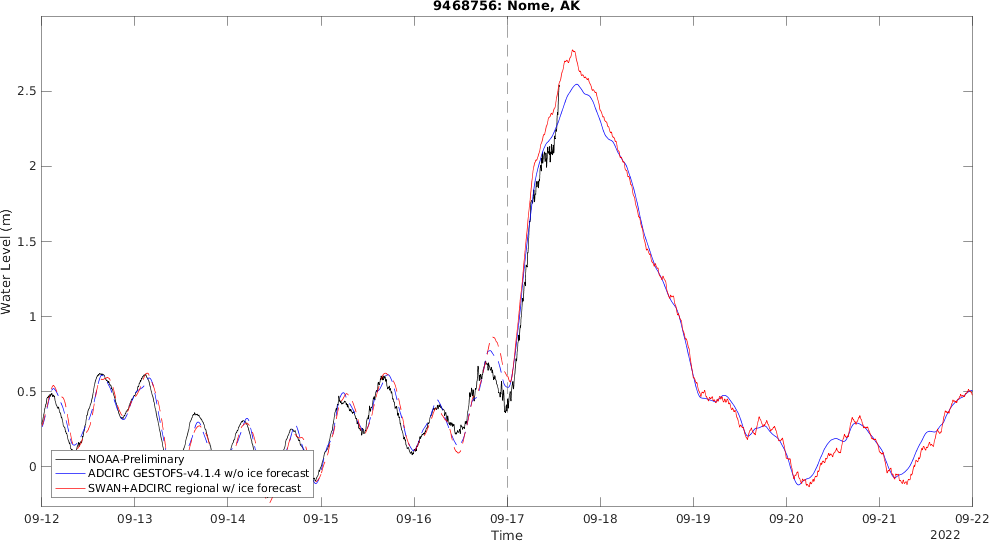 9468756: Nome, AK
Water Level (m)
2.5
2
1.5
1
0.5
0
NOAA-Preliminary
ADCIRC GESTOFS-v4.1.4 w/o ice forecast
SWAN+ADCIRC regional w/ ice forecast
09-12 09-13 09-14 09-15 09-16 09-17 09-18 09-19 09-20 09-21 09-22
Time
2022